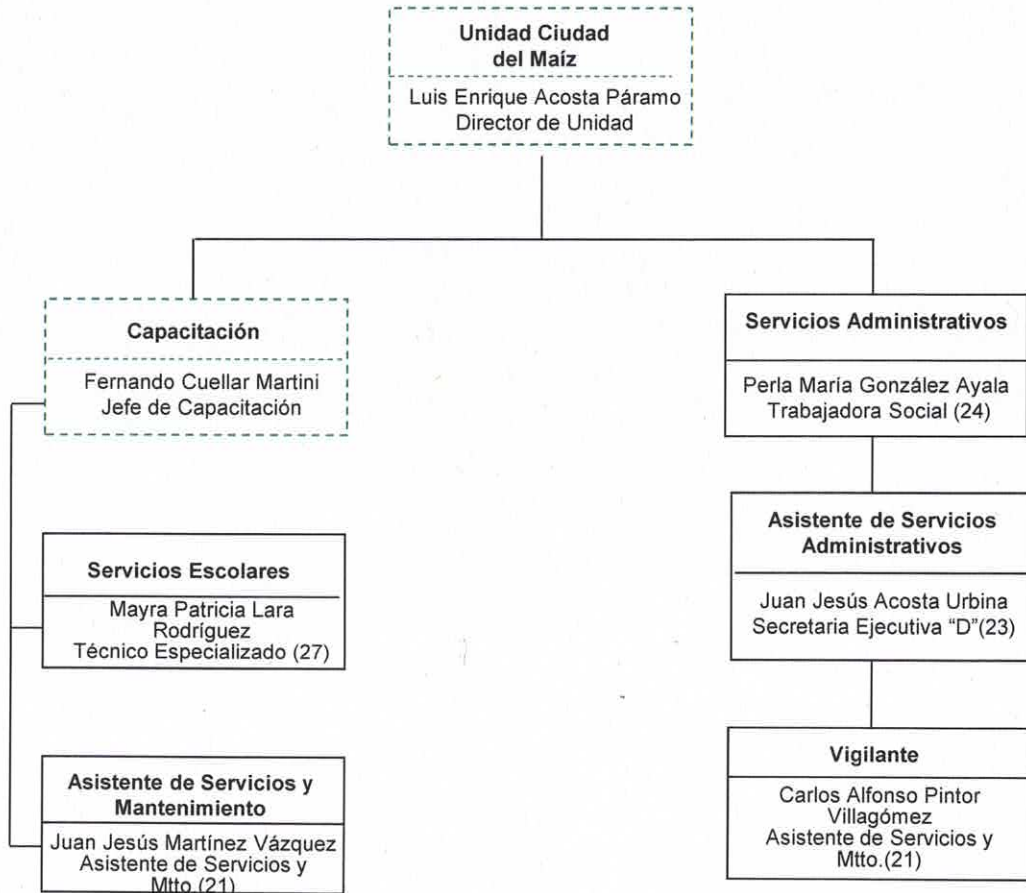 Unidad Ciudad
del Maíz
Luis Enrique Acosta Páramo
Director de Unidad
Capacitación
Fernando Cuellar Martini
Jefe de Capacitación
Servicios Administrativos
Perla María González Ayala
Trabajadora Social (24)
Servicios Escolares
Mayra Patricia Lara
Rodríguez
Técnico Especializado (27)
Asistente de Servicios
Administrativos
Juan Jesús Acosta Urbina
Secretaria Ejecutiva “D”(23)
Asistente de Servicios y
Mantenimiento
Juan Jesús Martínez Vázquez
Asistente de Servicios y
Mtto.(21)
Vigilante
Carlos Alfonso Pintor
Villagómez
Asistente de Servicios y
Mtto.(21)